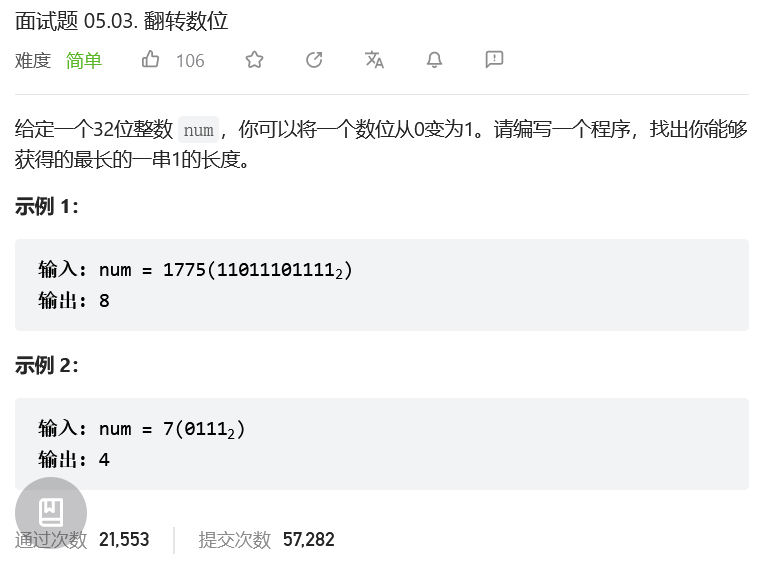 面试题 05.03. 翻转数位
难度 简单 106
给定一个32位整数 num，你可以将一个数位从0变为1。请编写一个程序，找出你能够
获得的最长的一串1的长度。
示例 1：
输入: num = 1775(11011101111₂)
输出: 8
示例 2：
输入: num = 7(0111₂)
输出: 4
通过次数 21,553 提交次数 57,282